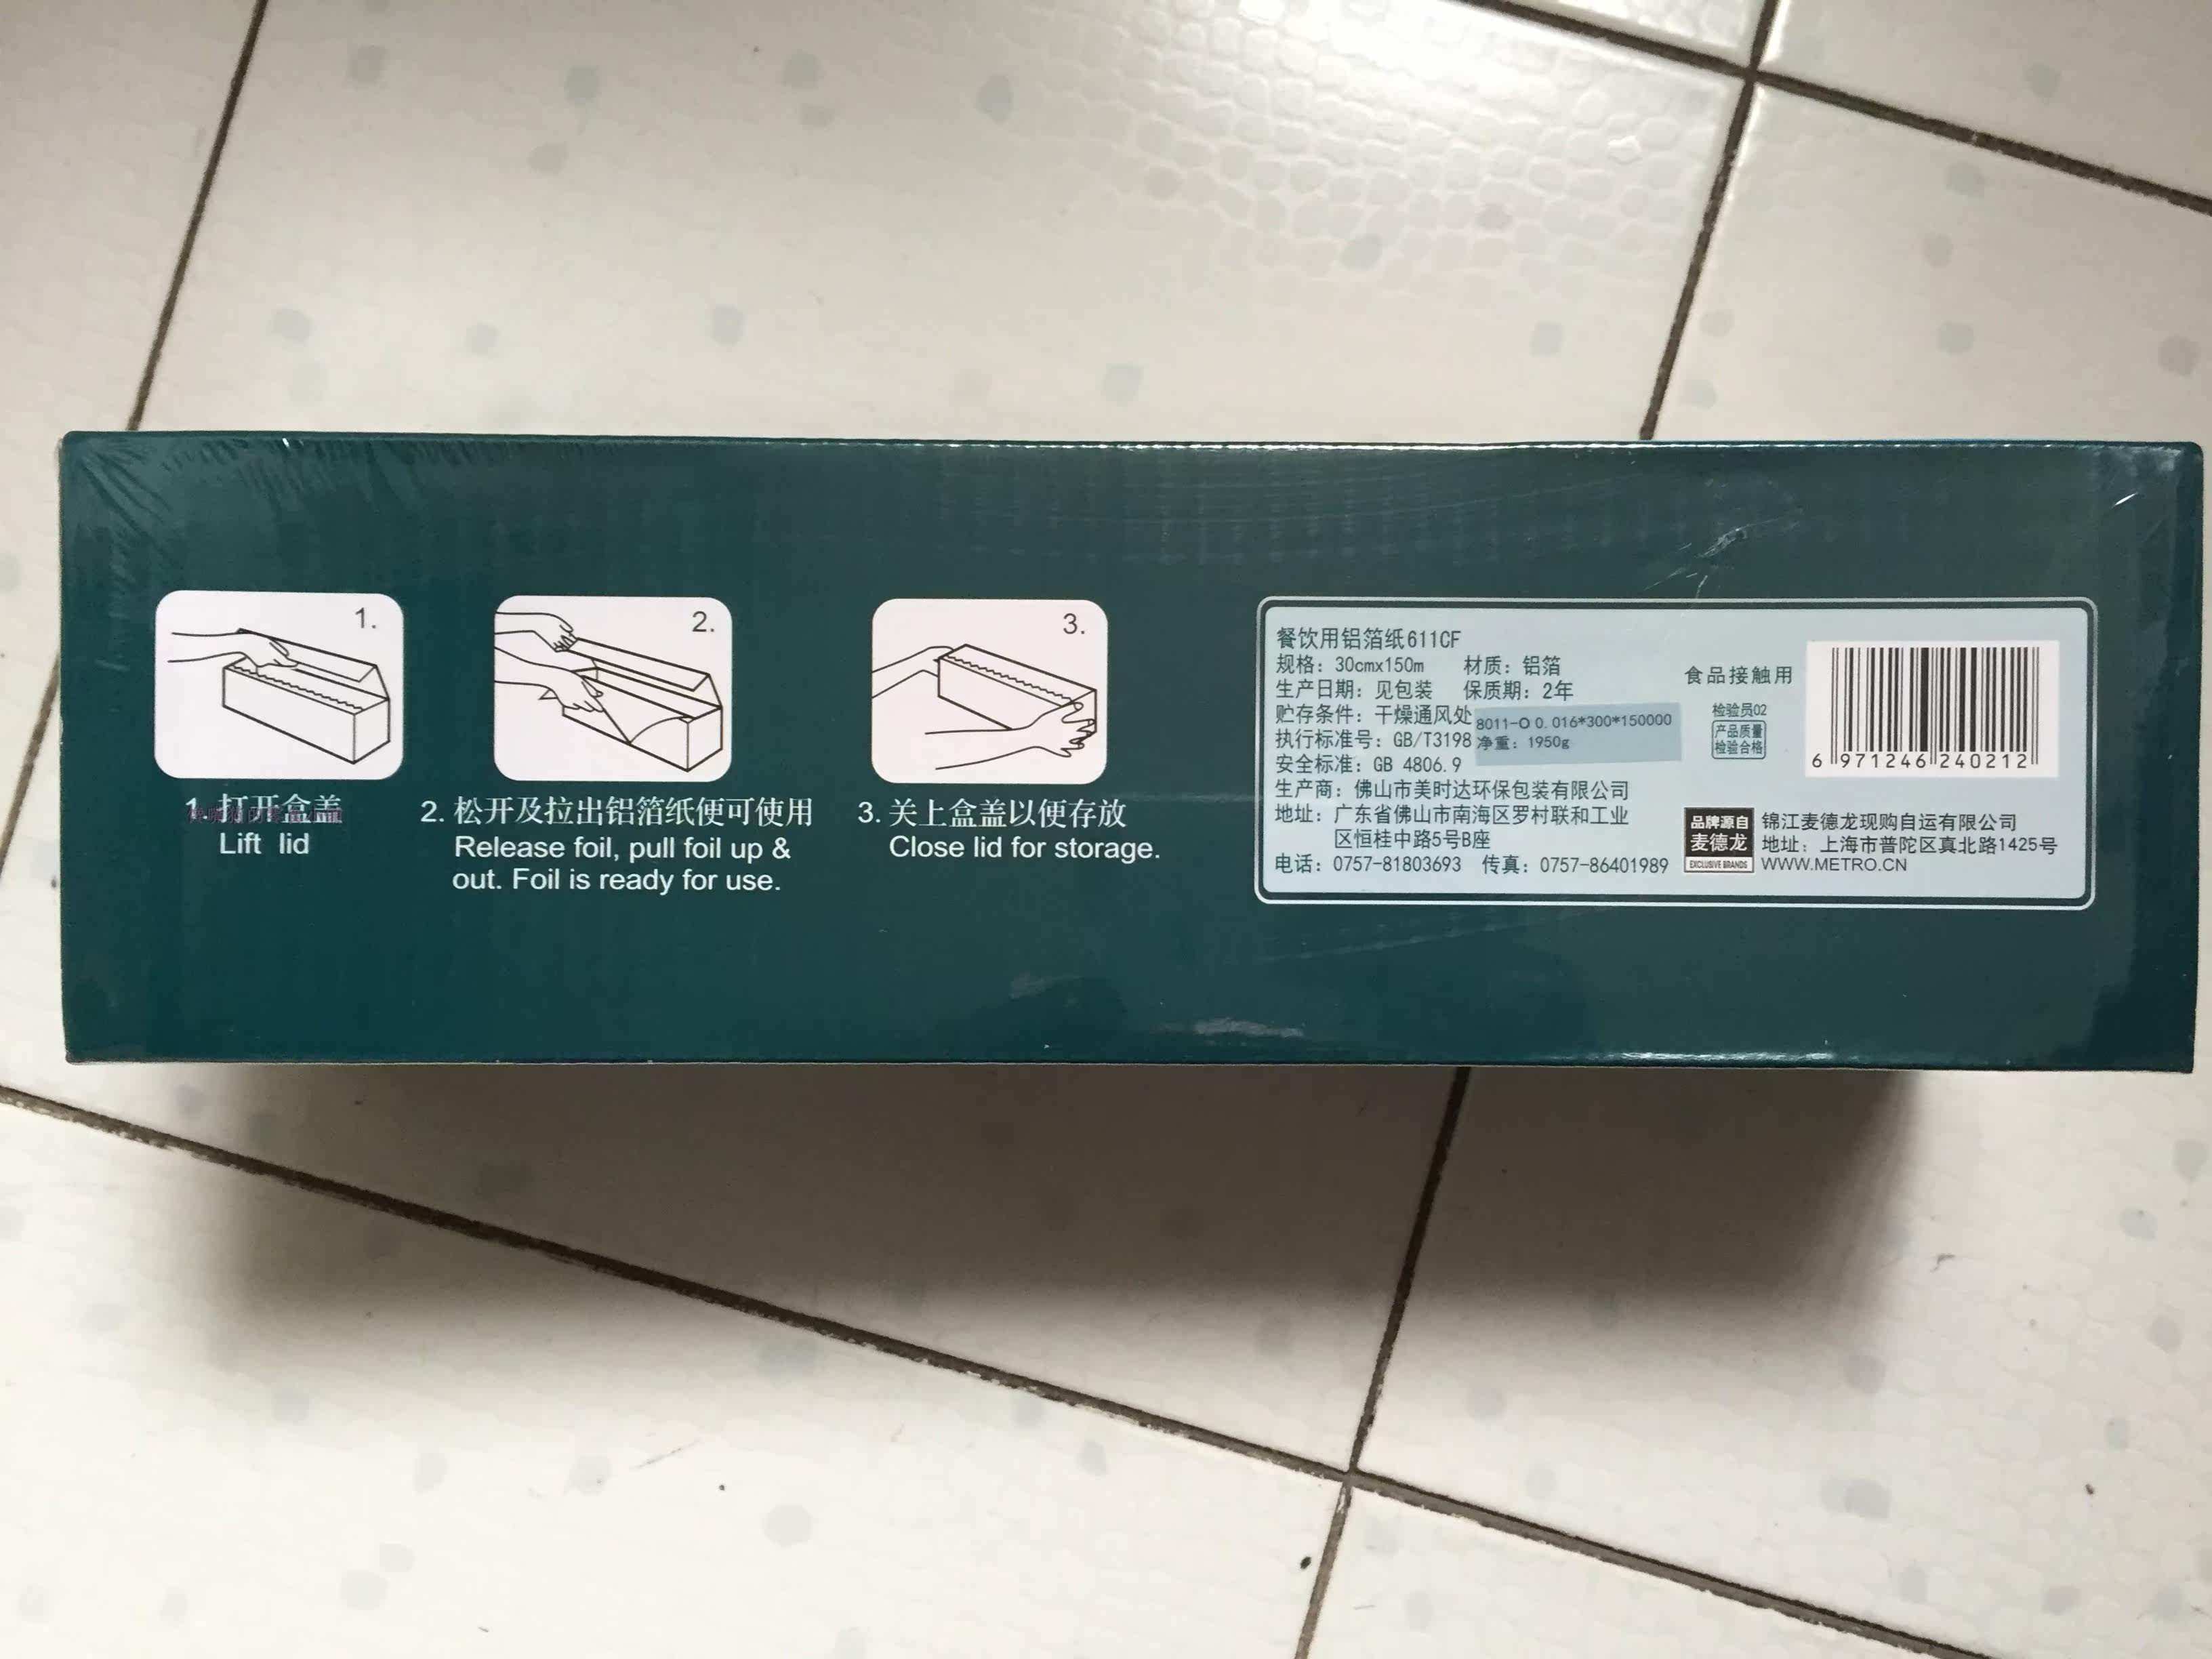 1.
2.
3.
1. 打开盒盖
Lift lid
2. 松开及拉出铝箔纸便可使用
Release foil, pull foil up &
out. Foil is ready for use.
3. 关上盒盖以便存放
Close lid for storage.
餐饮用铝箔纸611CF
规格：30cmx150m 材质：铝箔
生产日期：见包装 保质期：2年
贮存条件：干燥通风处
执行标准号：GB/T3198
8011-O 0.016*300*150000
净重：1950g
安全标准：GB 4806.9
生产商：佛山市美时达环保包装有限公司
地址：广东省佛山市南海区罗村联和工业
区恒桂中路5号B座
电话：0757-81803693 传真：0757-86401989
食品接触用
检验员02
产品质量
检验合格
6 971246 240212
品牌源自
麦德龙
EXCLUSIVE BRANDS
锦江麦德龙现购自运有限公司
地址：上海市普陀区真北路1425号
WWW.METRO.CN